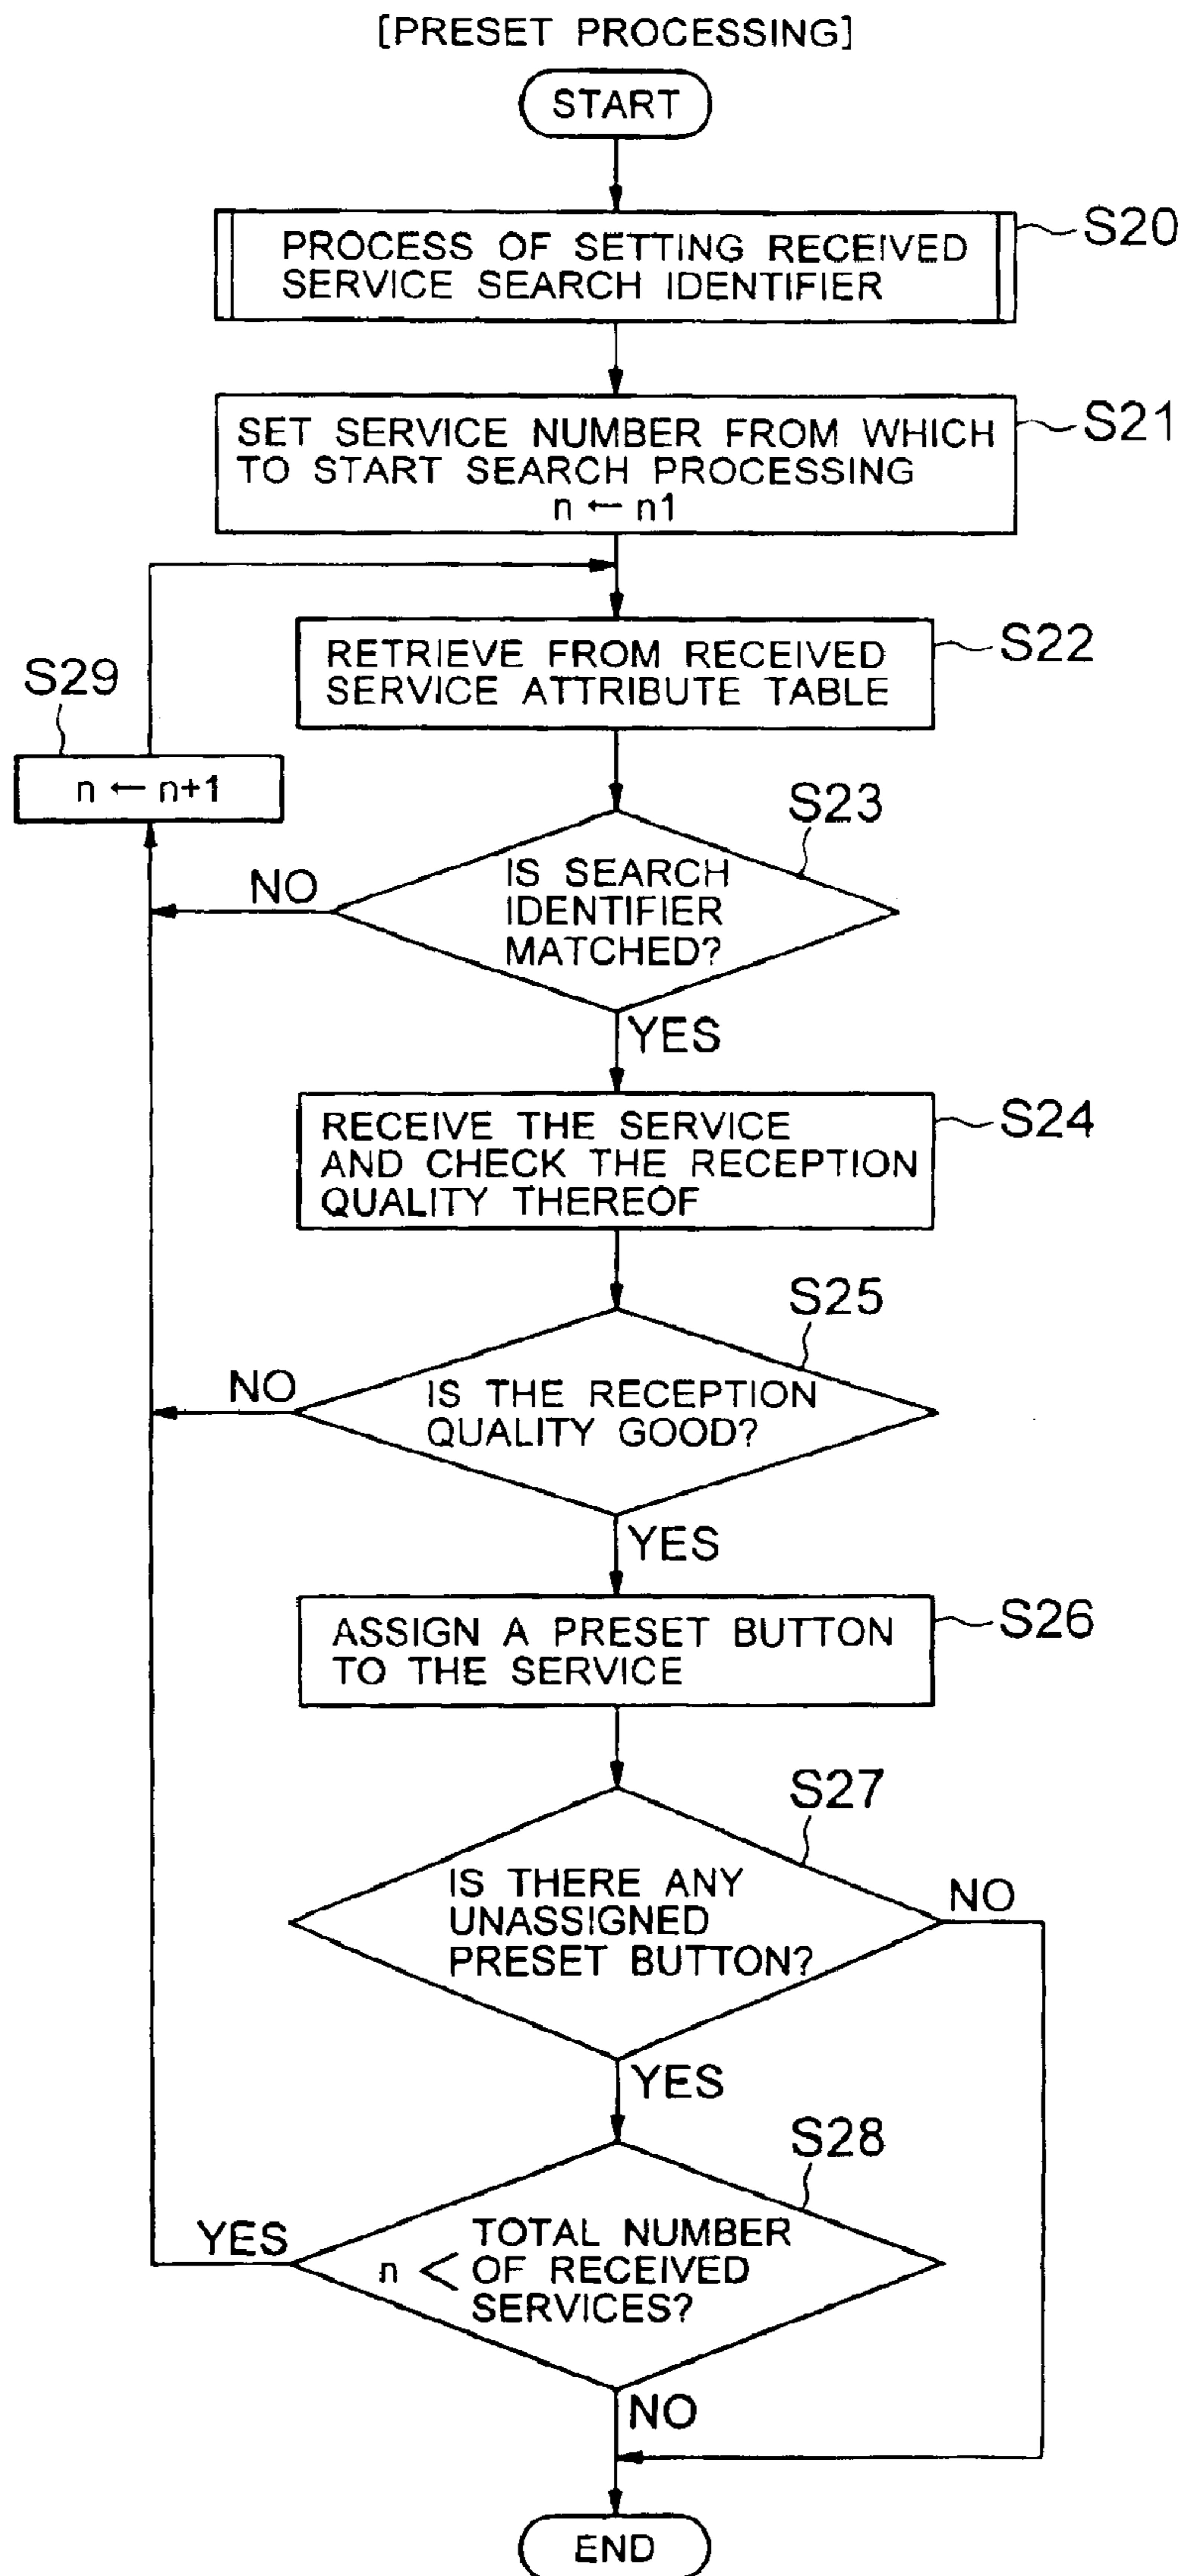 [PRESET PROCESSING]
START
PROCESS OF SETTING RECEIVED
SERVICE SEARCH IDENTIFIER
S20
SET SERVICE NUMBER FROM WHICH
TO START SEARCH PROCESSING
n ← n1
S21
RETRIEVE FROM RECEIVED
SERVICE ATTRIBUTE TABLE
S22
S29
n ← n+1
S23
IS SEARCH
IDENTIFIER
MATCHED?
NO
YES
RECEIVE THE SERVICE
AND CHECK THE RECEPTION
QUALITY THEREOF
S24
S25
IS THE RECEPTION
QUALITY GOOD?
NO
YES
ASSIGN A PRESET BUTTON
TO THE SERVICE
S26
S27
IS THERE ANY
UNASSIGNED
PRESET BUTTON?
NO
YES
S28
TOTAL NUMBER
n < OF RECEIVED
SERVICES?
YES
NO
END